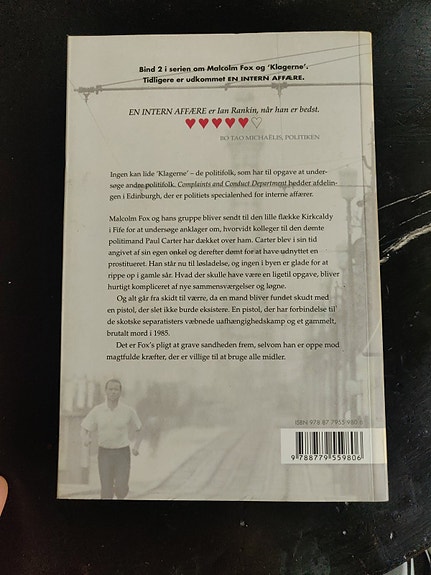 Bind 2 i serien om Malcolm Fox og ‘Klagerne’.
Tidligere er udkommet EN INTERN AFFÆRE.
EN INTERN AFFÆRE er Ian Rankin, når han er bedst.
♥♥♥♥♥♡
BO TAO MICHAËLIS, POLITIKEN
Ingen kan lide ‘Klagerne’ – de politifolk, som har til opgave at under-
søge andre politifolk. Complaints and Conduct Department hedder afdelin-
gen i Edinburgh, der er politiets specialenhed for interne affærer.
Malcolm Fox og hans gruppe bliver sendt til den lille flække Kirkcaldy
i Fife for at undersøge anklager om, hvorvidt kolleger til den dømte
politimand Paul Carter har dækket over ham. Carter blev i sin tid
angivet af sin egen onkel og derefter dømt for at have udnyttet en
prostitueret. Han står nu til løsladelse, og ingen i byen er glade for at
rippe op i gamle sår. Hvad der skulle have være en ligetil opgave, bliver
hurtigt kompliceret af nye sammensværgelser og løgne.
Og alt går fra skidt til værre, da en mand bliver fundet skudt med
en pistol, der slet ikke burde eksistere. En pistol, der har forbindelse til
de skotske separatisters væbnede uafhængighedskamp og et gammelt,
brutalt mord i 1985.
Det er Fox’s pligt at grave sandheden frem, selvom han er oppe mod
magtfulde kræfter, der er villige til at bruge alle midler.
ISBN 978 87 7955 980 6
9 788779 559806